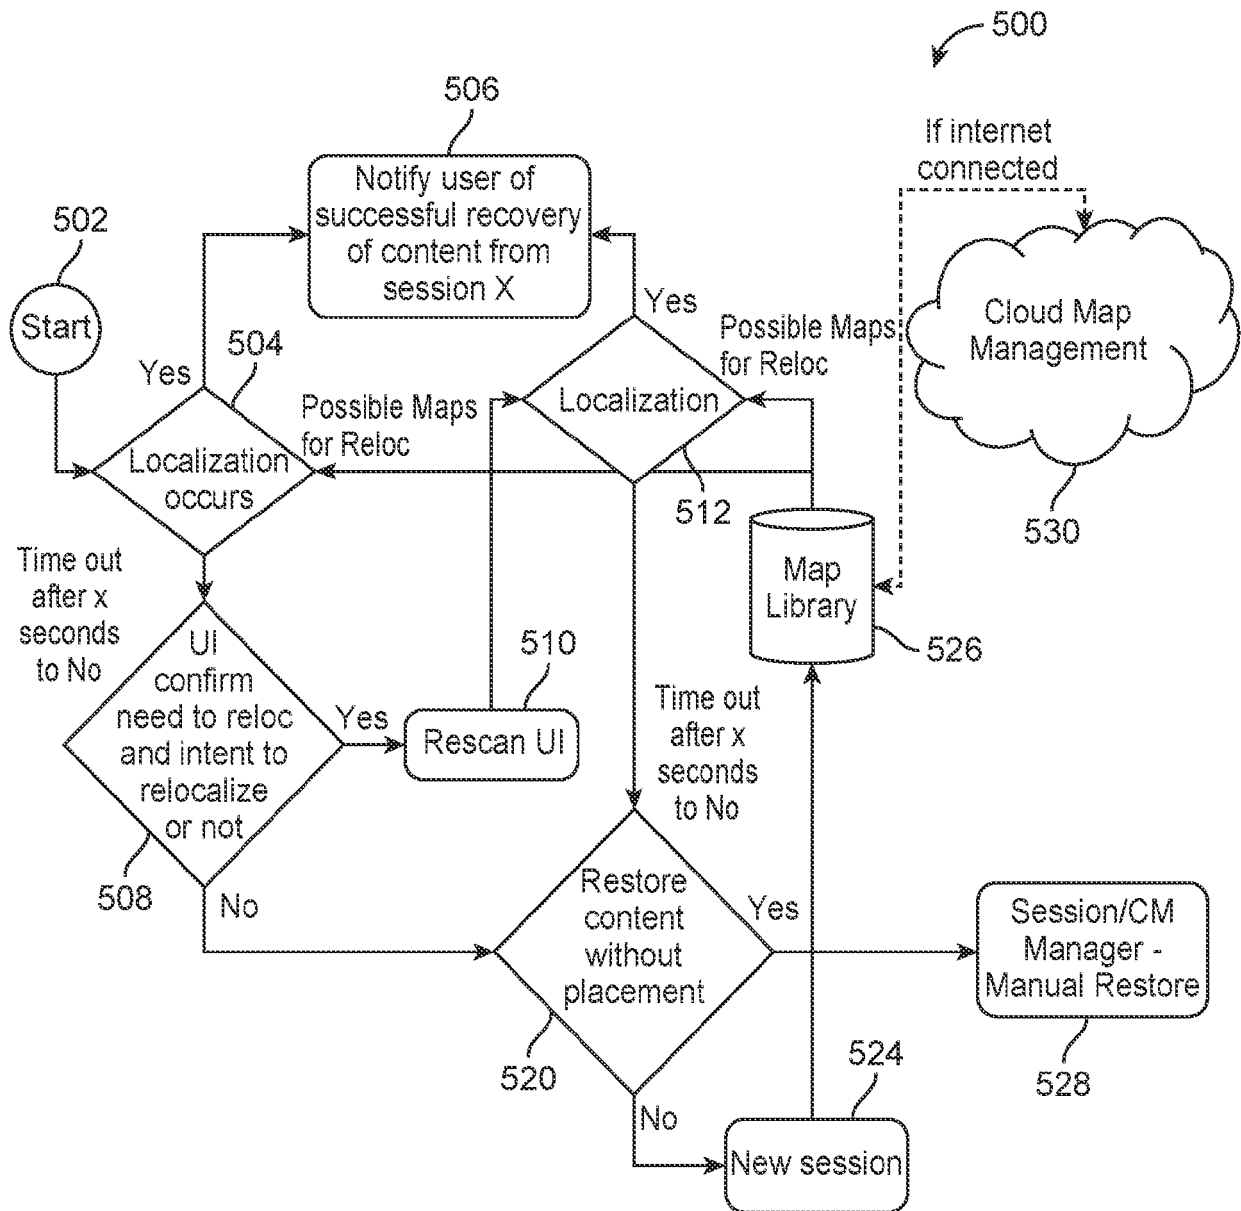 500
506
If internet
connected
Notify user of
successful recovery
of content from
session X
502
Start
Yes
504
Yes
Possible Maps
for Reloc
Cloud Map
Management
Localization
occurs
Possible Maps
for Reloc
Localization
512
530
Time out
after x
seconds
to No
Map
Library
526
UI
confirm
need to reloc
and intent to
relocalize
or not
Yes
510
Rescan UI
Time out
after x
seconds
to No
508
No
Restore
content
without
placement
Yes
Session/CM
Manager -
Manual Restore
528
520
No
524
New session